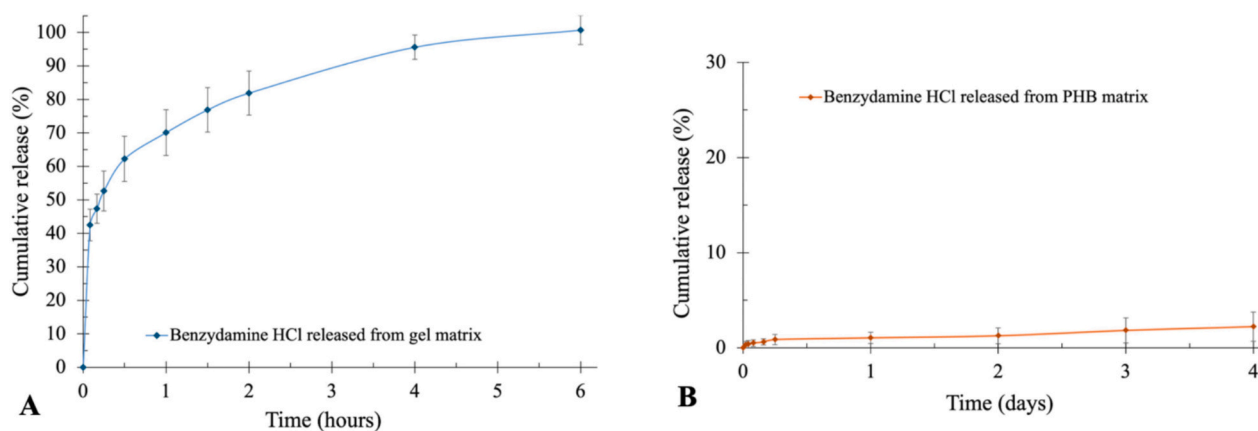 Cumulative release (%)
100
90
80
70
60
50
40
30
20
10
0
Benzydamine HCl released from gel matrix
0 1 2 3 4 5 6
Time (hours)
A
Cumulative release (%)
30
20
10
0
Benzydamine HCl released from PHB matrix
0 1 2 3 4
Time (days)
B